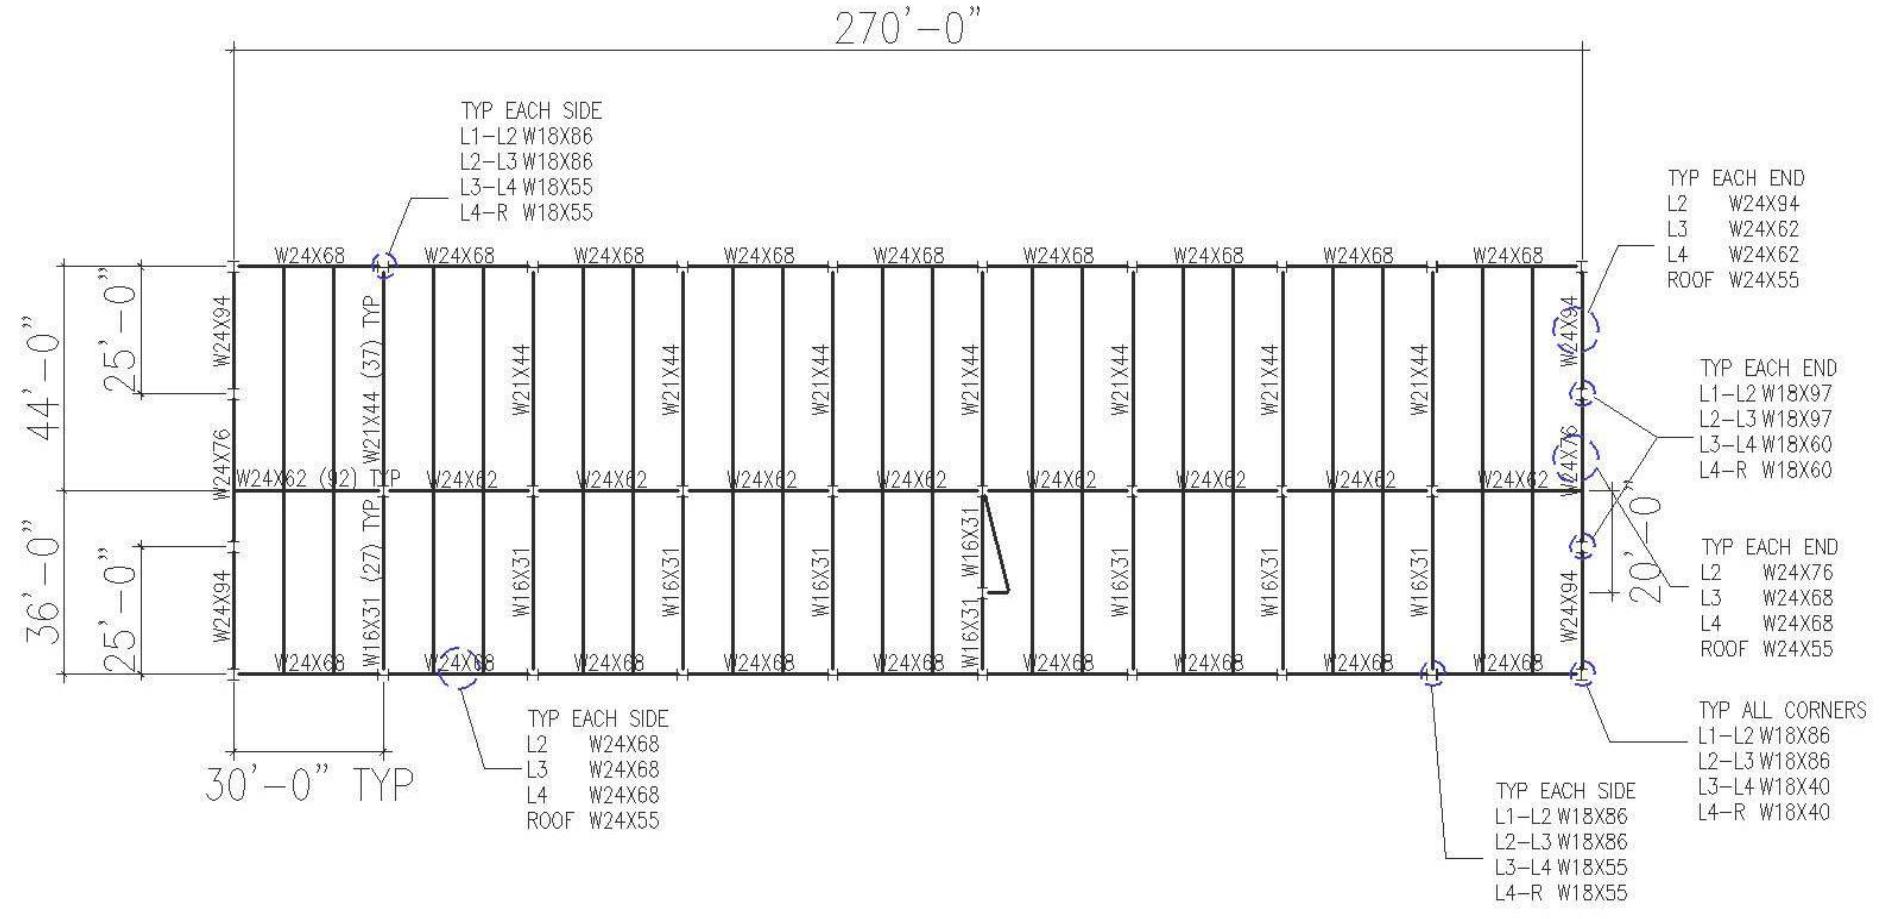 270'-0"
TYP EACH SIDE
L1-L2 W18X86
L2-L3 W18X86
L3-L4 W18X55
L4-R W18X55
TYP EACH END
L2 W24X94
L3 W24X62
L4 W24X62
ROOF W24X55
W24X68 W24X68 W24X68 W24X68 W24X68 W24X68 W24X68 W24X68 W24X68
44'-0"
25'-0"
W24X94
W21X44 (37) TYP
W21X44
W21X44
W21X44
W21X44
W21X44
W21X44
W21X44
W24X94
TYP EACH END
L1-L2 W18X97
L2-L3 W18X97
L3-L4 W18X60
L4-R W18X60
W24X76
W24X76
W24X62 (92) TYP W24X62 W24X62 W24X62 W24X62 W24X62 W24X62 W24X62 W24X62
36'-0"
25'-0"
W24X94
W16X31 (27) TYP
W16X31
W16X31
W16X31
W16X31
W16X31
W16X31
W16X31
W16X31
W24X94
20'-0"
TYP EACH END
L2 W24X76
L3 W24X68
L4 W24X68
ROOF W24X55
W24X68 W24X68 W24X68 W24X68 W24X68 W24X68 W24X68 W24X68 W24X68
30'-0" TYP
TYP EACH SIDE
L2 W24X68
L3 W24X68
L4 W24X68
ROOF W24X55
TYP ALL CORNERS
L1-L2 W18X86
L2-L3 W18X86
L3-L4 W18X40
L4-R W18X40
TYP EACH SIDE
L1-L2 W18X86
L2-L3 W18X86
L3-L4 W18X55
L4-R W18X55